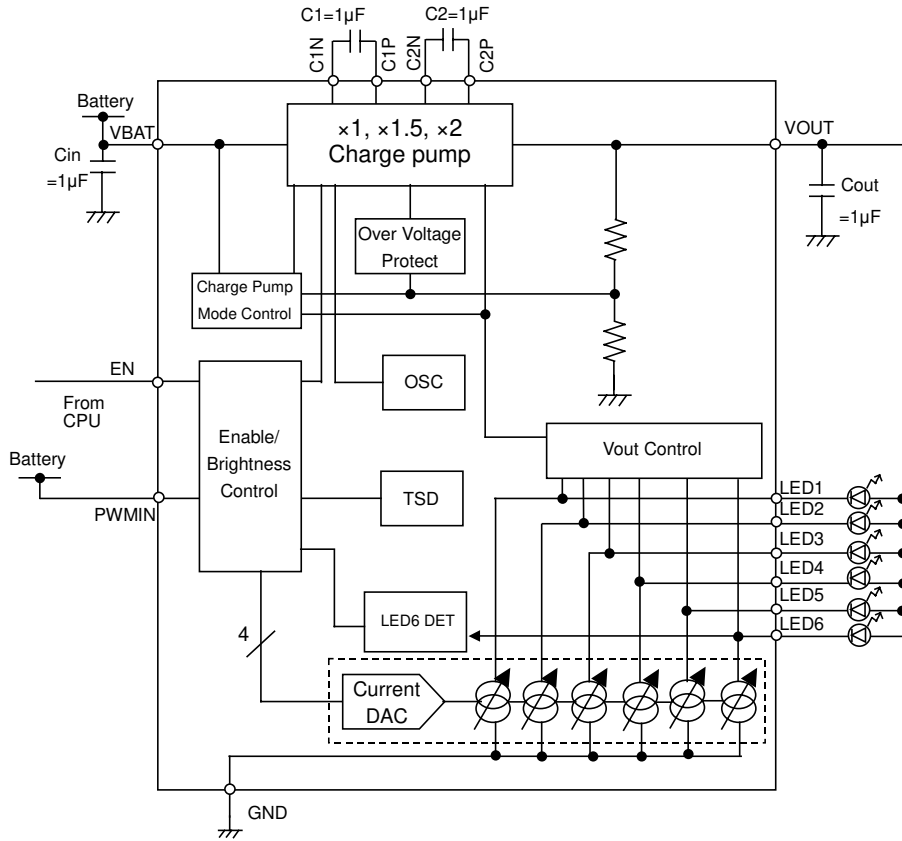 C1=1µF
C2=1µF
C1N
C1P
C2N
C2P
Battery
VBAT
×1, ×1.5, ×2
Charge pump
VOUT
Cin
=1µF
Cout
=1µF
Over Voltage
Protect
Charge Pump
Mode Control
EN
From
CPU
OSC
Enable/
Brightness
Control
Vout Control
Battery
PWMIN
TSD
LED1
LED2
LED3
LED4
LED5
LED6
LED6 DET
4
Current
DAC
GND